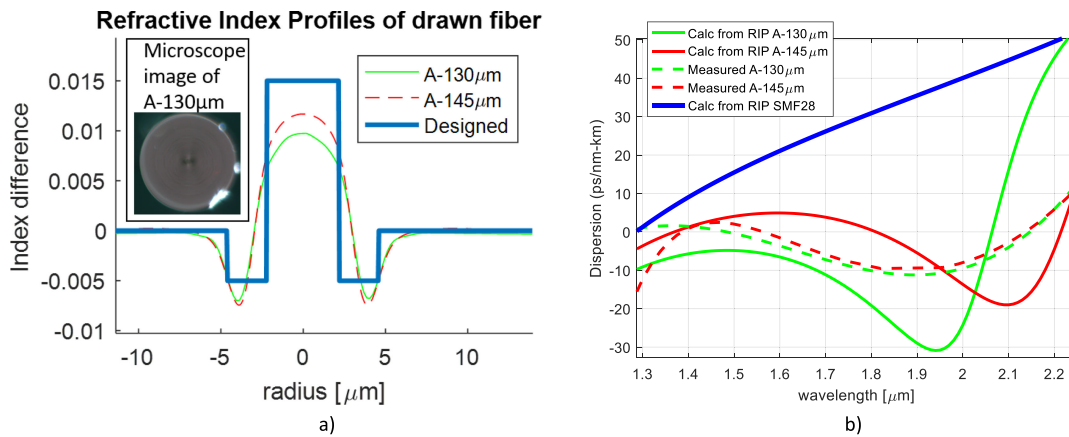 Refractive Index Profiles of drawn fiber
Microscope
image of
A-130μm
A-130μm
A-145μm
Designed
0.015
0.01
0.005
0
-0.005
-0.01
Index difference
-10
-5
0
5
10
radius [μm]
a)
Calc from RIP A-130μm
Calc from RIP A-145μm
Measured A-130μm
Measured A-145μm
Calc from RIP SMF28
50
40
30
20
10
0
-10
-20
-30
Dispersion (ps/nm-km)
1.3
1.4
1.5
1.6
1.7
1.8
1.9
2
2.1
2.2
wavelength [μm]
b)